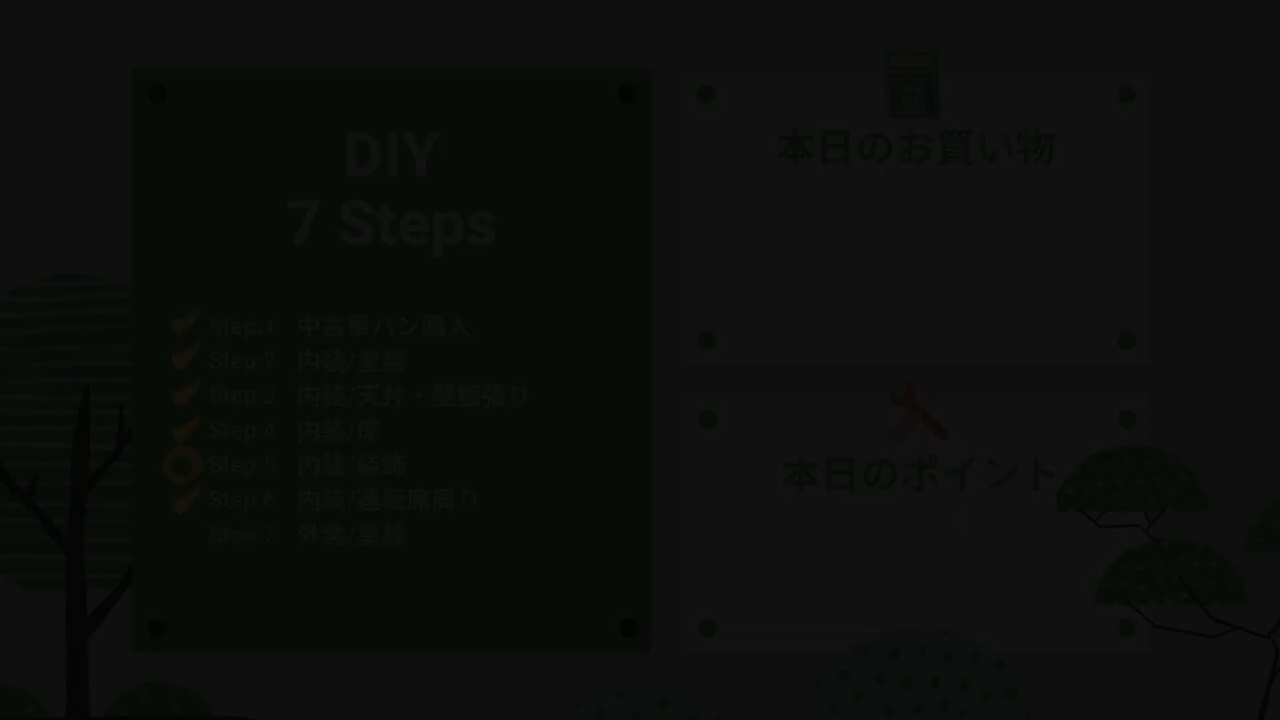 DIY
7 Steps
Step.1 中古軽バン購入
Step.2 内装/塗装
Step.3 内装/天井・壁板張り
Step.4 内装/床
Step.5 内装/装飾
Step.6 内装/運転席周り
Step.7 外装/塗装
本日のお買い物
本日のポイント